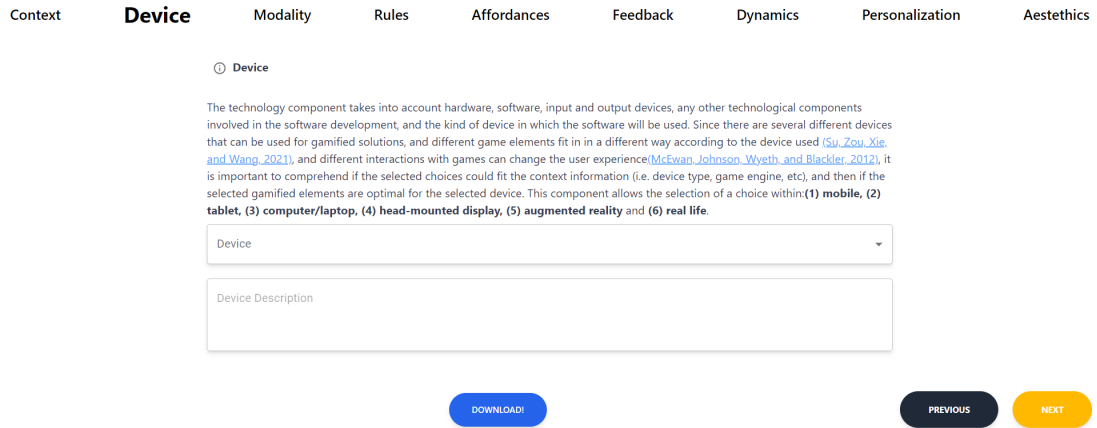 Context Device Modality Rules Affordances Feedback Dynamics Personalization Aestethics
Device
The technology component takes into account hardware, software, input and output devices, any other technological components
involved in the software development, and the kind of device in which the software will be used. Since there are several different devices
that can be used for gamified solutions, and different game elements fit in in a different way according to the device used (Su, Zou, Xie,
and Wang, 2021), and different interactions with games can change the user experience(McEwan, Johnson, Wyeth, and Blackler, 2012), it
is important to comprehend if the selected choices could fit the context information (i.e. device type, game engine, etc), and then if the
selected gamified elements are optimal for the selected device. This component allows the selection of a choice within:(1) mobile, (2)
tablet, (3) computer/laptop, (4) head-mounted display, (5) augmented reality and (6) real life.
Device
Device Description
DOWNLOAD! PREVIOUS NEXT